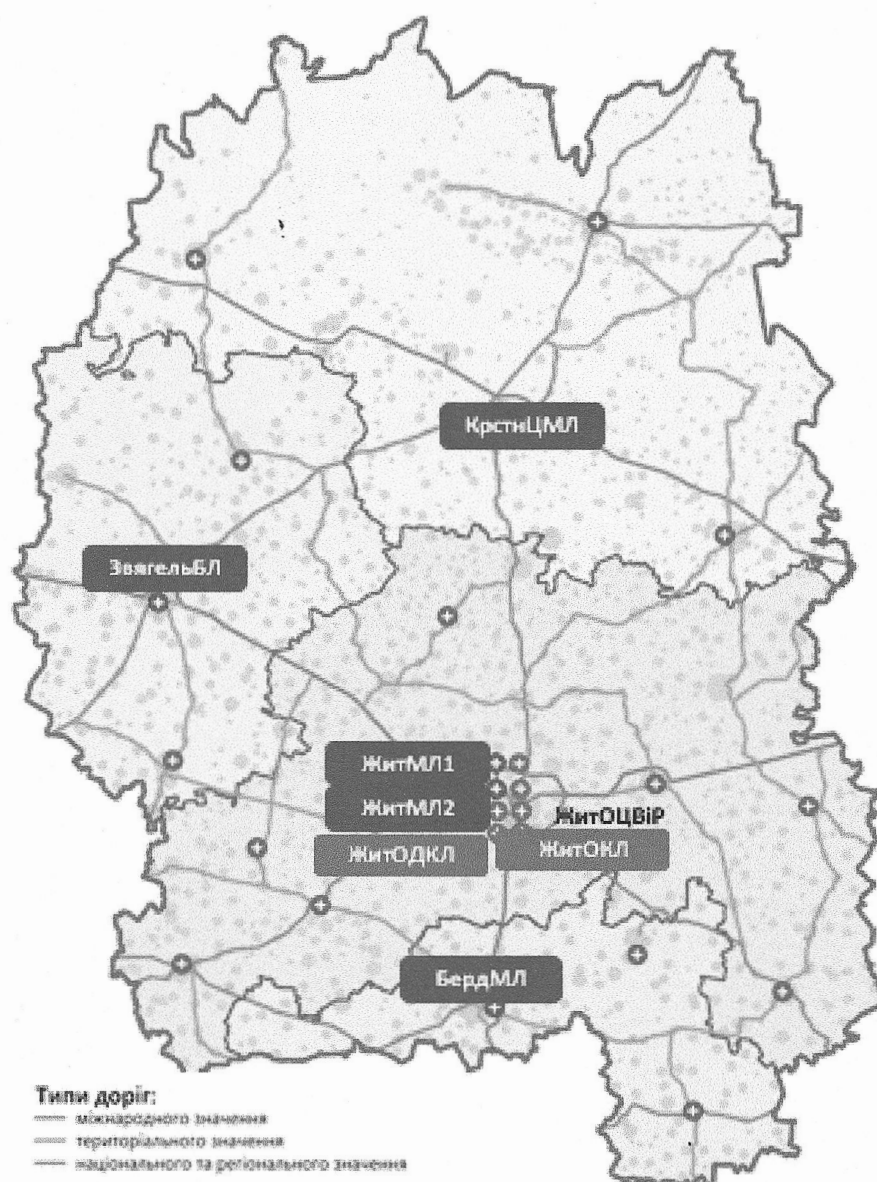 КрстнЦМЛ
ЗвягельБЛ
ЖитМЛ1
ЖитМЛ2
ЖитОЦВіР
ЖитОДКЛ
ЖитОКЛ
БердМЛ
Типи доріг:
міжнародного значення
територіального значення
національного та регіонального значення